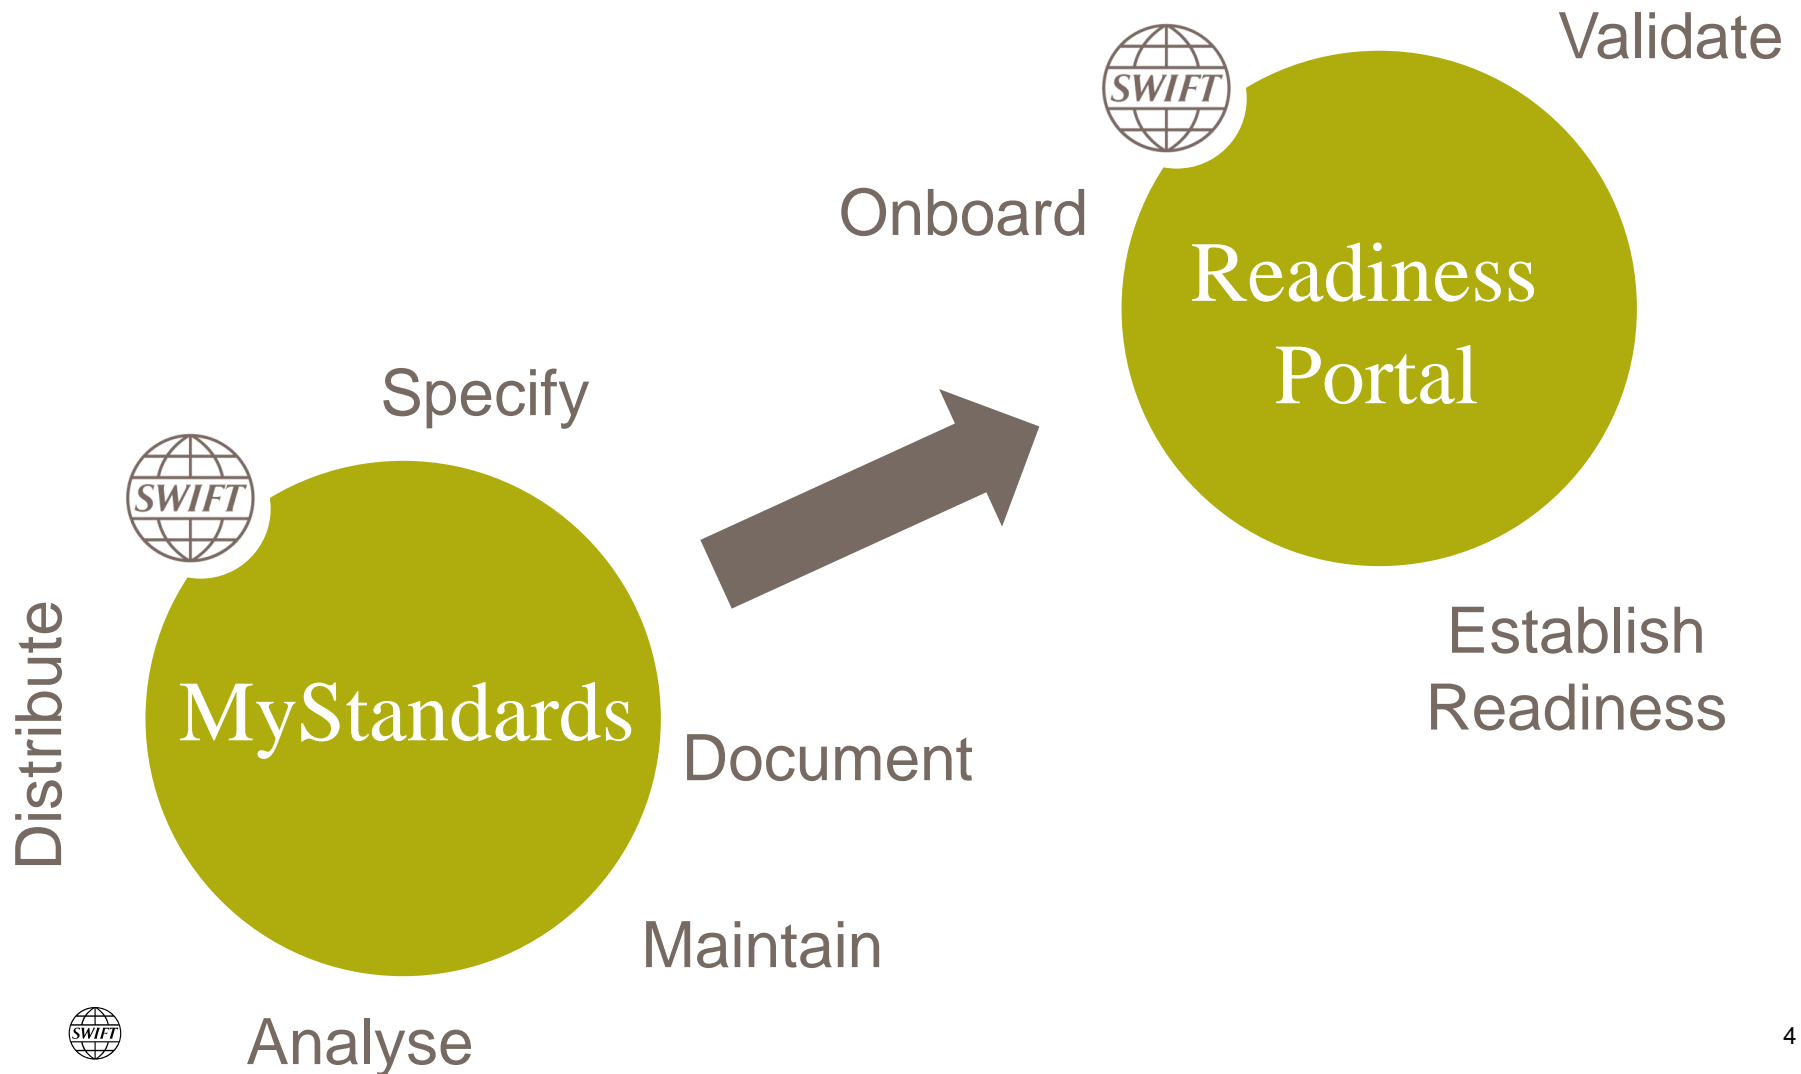 Validate
SWIFT
Onboard
Readiness
Portal
Specify
SWIFT
Distribute
MyStandards
Establish
Readiness
Document
Maintain
Analyse
SWIFT
4